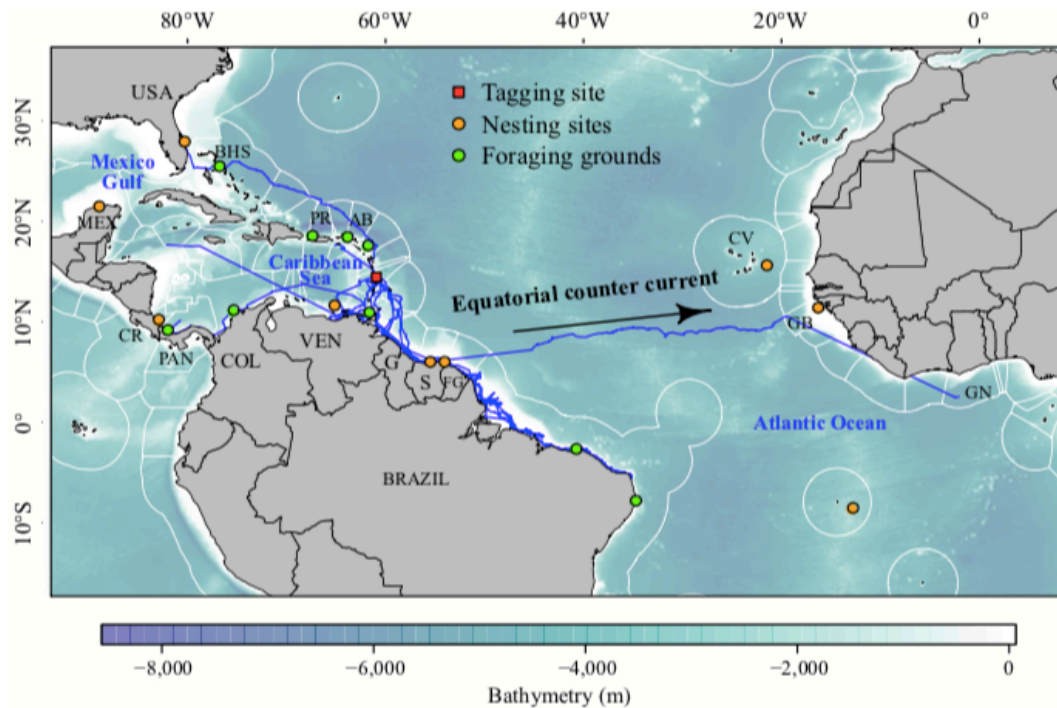 80°W 60°W 40°W 20°W 0°
30°N
20°N
10°N
0°
10°S
Tagging site
Nesting sites
Foraging grounds
USA
BHS
Mexico
Gulf
MEX
PR
AB
Caribbean
Sea
CV
Equatorial counter current
CR
PAN
COL
VEN
G
S
FG
GB
GN
Atlantic Ocean
BRAZIL
−8,000 −6,000 −4,000 −2,000 0
Bathymetry (m)